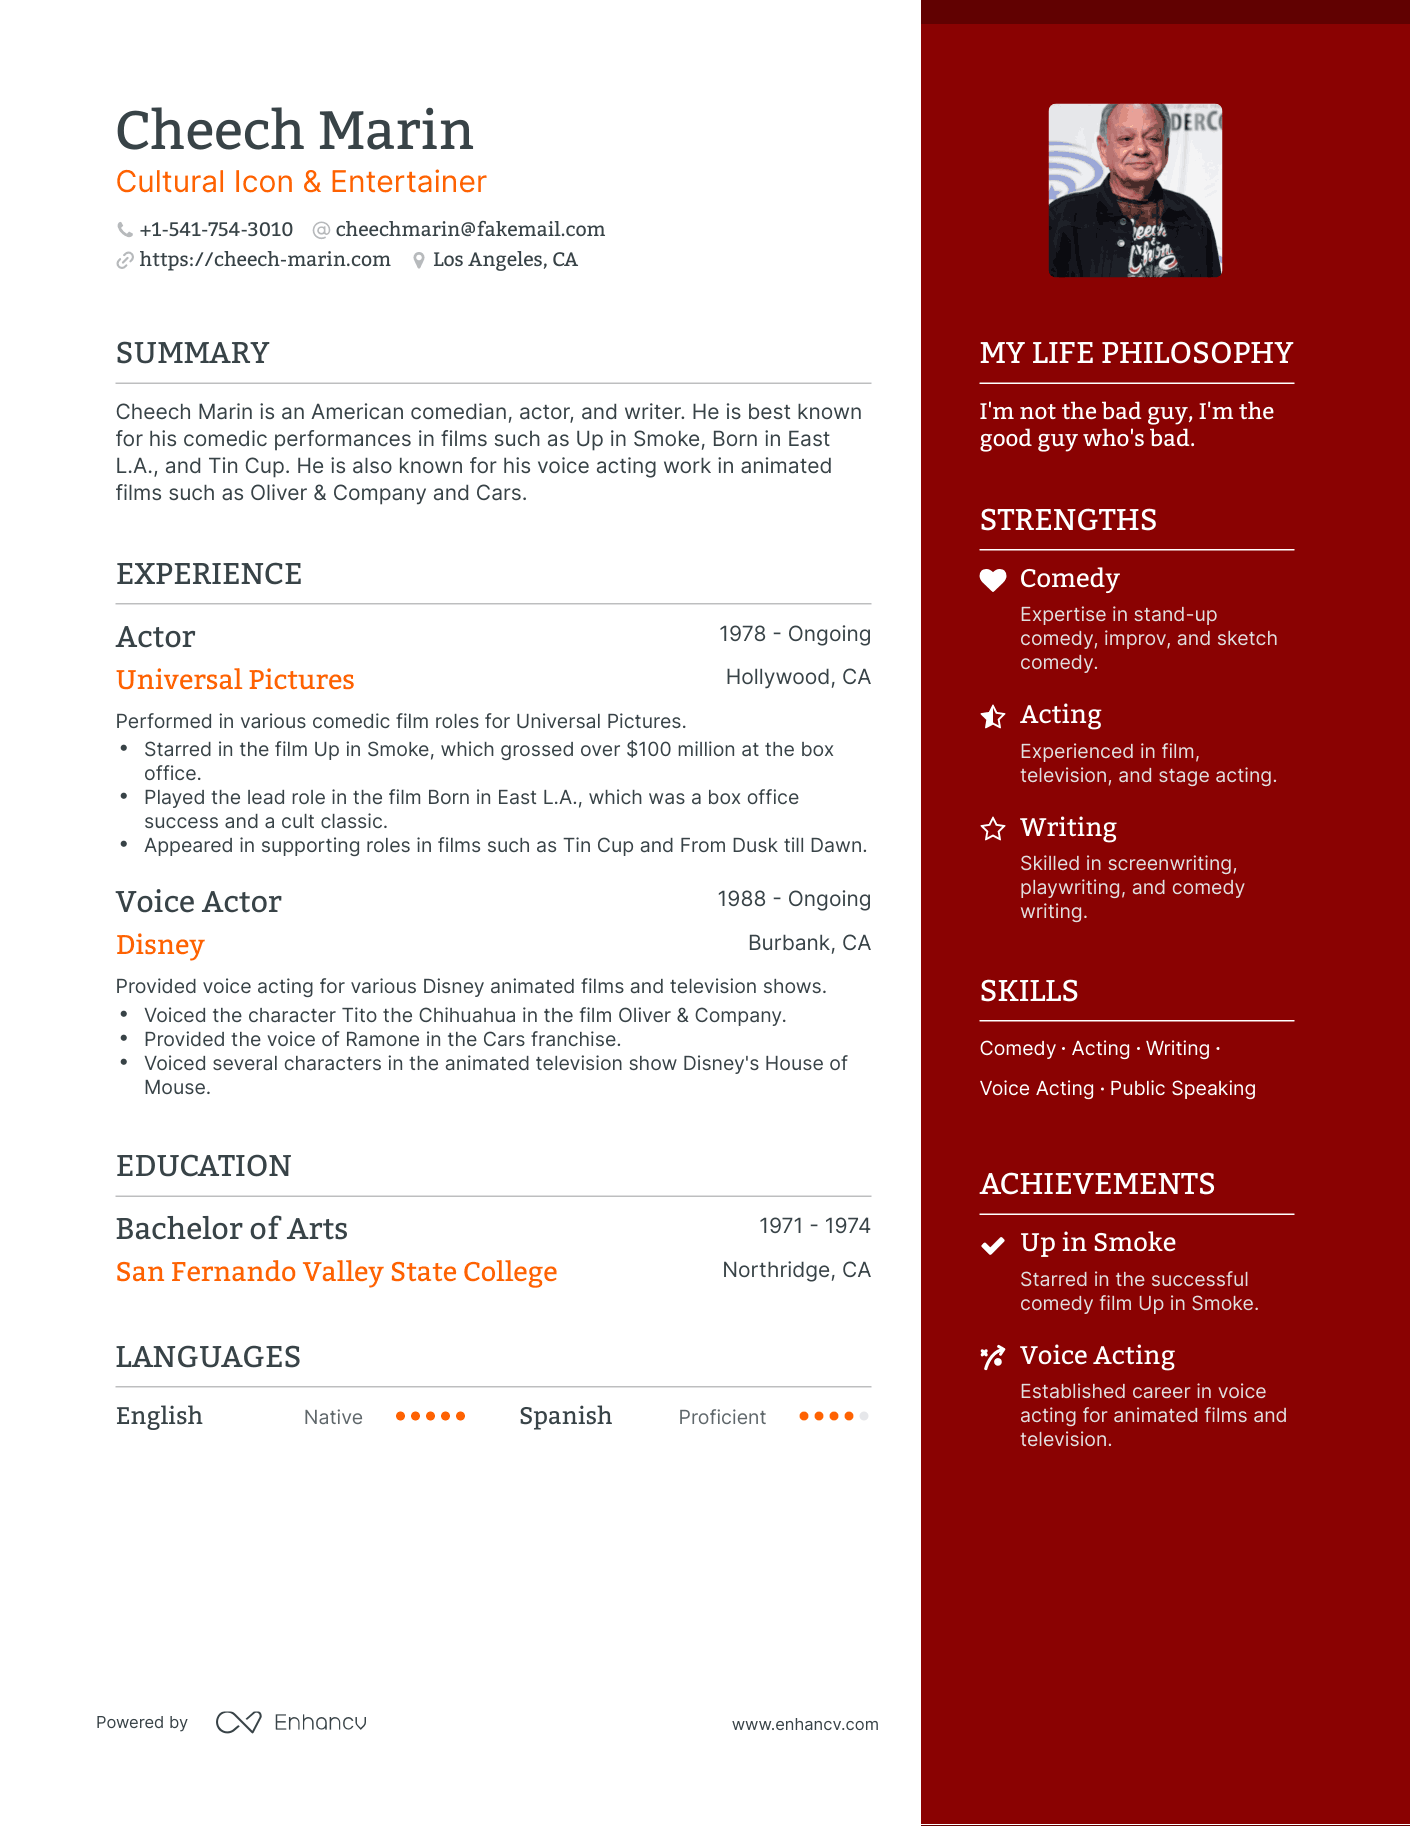 Cheech Marin
Cultural Icon & Entertainer
+1-541-754-3010 @ cheechmarin@fakemail.com
https://cheech-marin.com Los Angeles, CA
SUMMARY
Cheech Marin is an American comedian, actor, and writer. He is best known
for his comedic performances in films such as Up in Smoke, Born in East
L.A., and Tin Cup. He is also known for his voice acting work in animated
films such as Oliver & Company and Cars.
EXPERIENCE
Actor 1978 - Ongoing
Universal Pictures Hollywood, CA
Performed in various comedic film roles for Universal Pictures.
• Starred in the film Up in Smoke, which grossed over $100 million at the box
office.
• Played the lead role in the film Born in East L.A., which was a box office
success and a cult classic.
• Appeared in supporting roles in films such as Tin Cup and From Dusk till Dawn.
Voice Actor 1988 - Ongoing
Disney Burbank, CA
Provided voice acting for various Disney animated films and television shows.
• Voiced the character Tito the Chihuahua in the film Oliver & Company.
• Provided the voice of Ramone in the Cars franchise.
• Voiced several characters in the animated television show Disney's House of
Mouse.
EDUCATION
Bachelor of Arts 1971 - 1974
San Fernando Valley State College Northridge, CA
LANGUAGES
English Native Spanish Proficient
Powered by Enhancv www.enhancv.com
DERC
Cheech
&
Chong
MY LIFE PHILOSOPHY
I'm not the bad guy, I'm the
good guy who's bad.
STRENGTHS
Comedy
Expertise in stand-up
comedy, improv, and sketch
comedy.
Acting
Experienced in film,
television, and stage acting.
Writing
Skilled in screenwriting,
playwriting, and comedy
writing.
SKILLS
Comedy · Acting · Writing ·
Voice Acting · Public Speaking
ACHIEVEMENTS
Up in Smoke
Starred in the successful
comedy film Up in Smoke.
Voice Acting
Established career in voice
acting for animated films and
television.